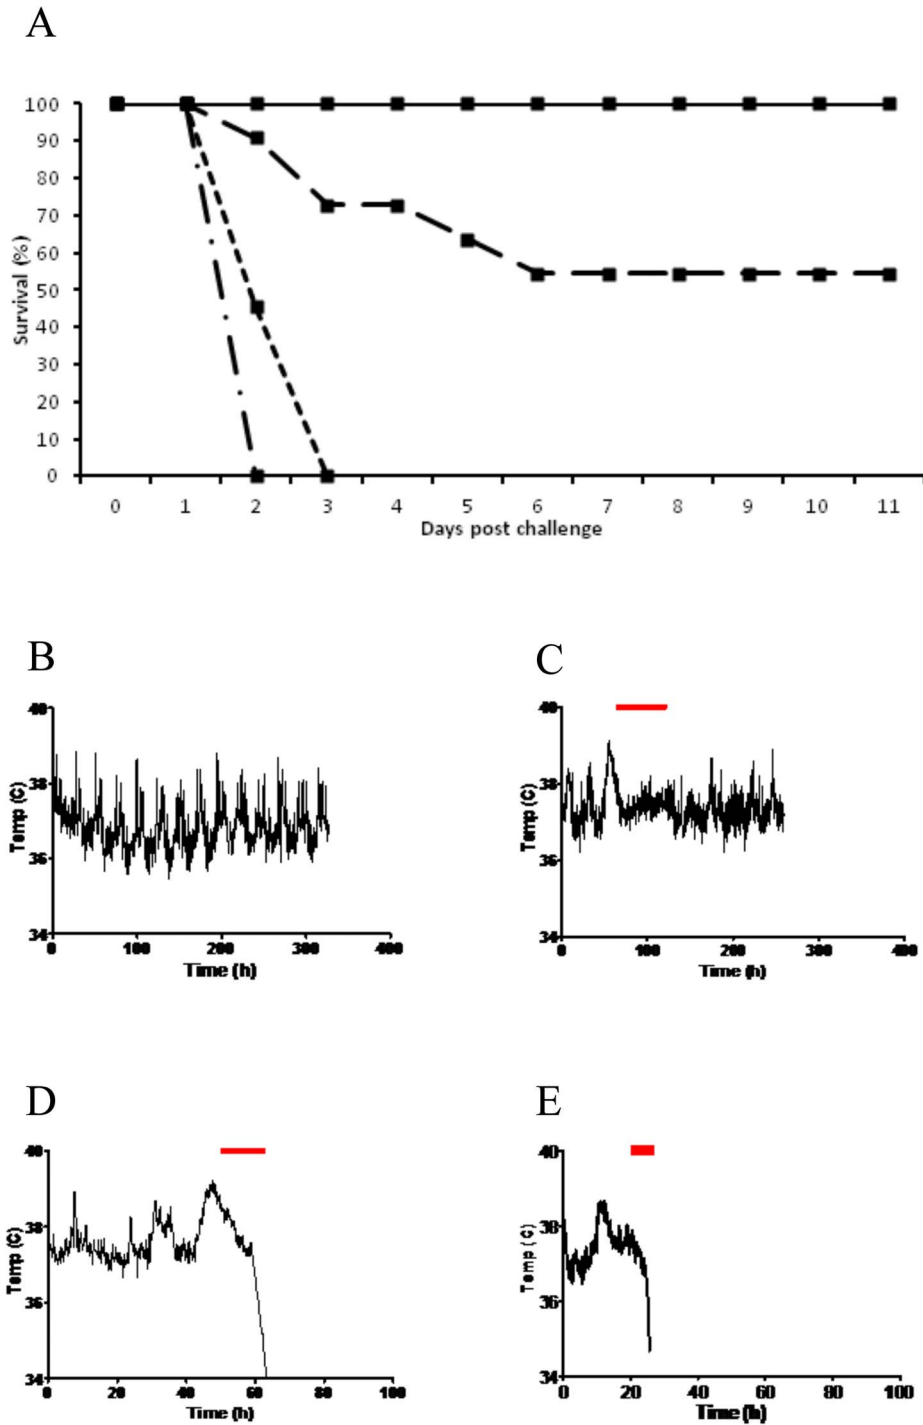 A
100
90
80
70
60
50
40
30
20
10
0
Survival (%)
0 1 2 3 4 5 6 7 8 9 10 11
Days post challenge
B
40
38
36
34
Temp (C)
0 100 200 300 400
Time (h)
C
40
38
36
34
Temp (C)
0 100 200 300 400
Time (h)
D
40
38
36
34
Temp (C)
0 20 40 60 80 100
Time (h)
E
40
38
36
34
Temp (C)
0 20 40 60 80 100
Time (h)